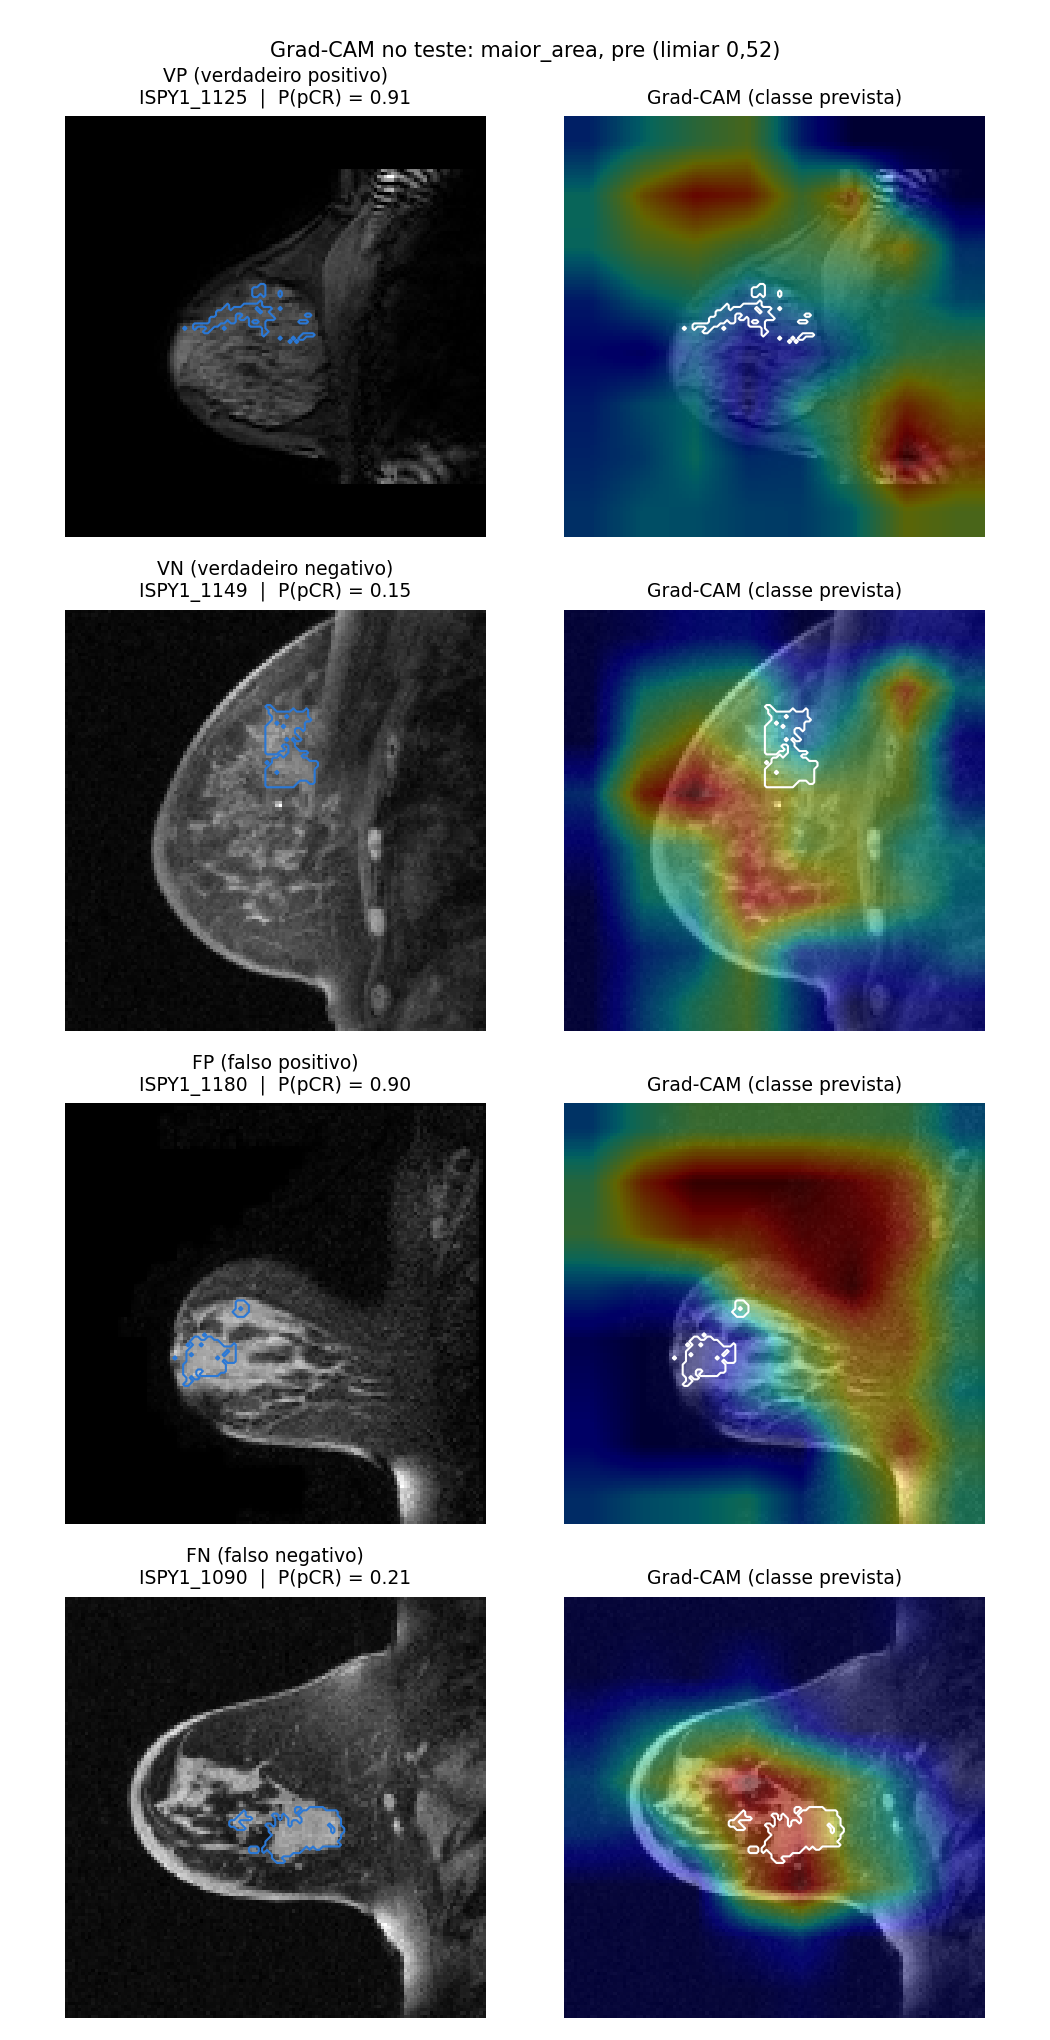 Grad-CAM no teste: maior_area, pre (limiar 0,52)
VP (verdadeiro positivo)
ISPY1_1125 | P(pCR) = 0.91
Grad-CAM (classe prevista)
VN (verdadeiro negativo)
ISPY1_1149 | P(pCR) = 0.15
Grad-CAM (classe prevista)
FP (falso positivo)
ISPY1_1180 | P(pCR) = 0.90
Grad-CAM (classe prevista)
FN (falso negativo)
ISPY1_1090 | P(pCR) = 0.21
Grad-CAM (classe prevista)